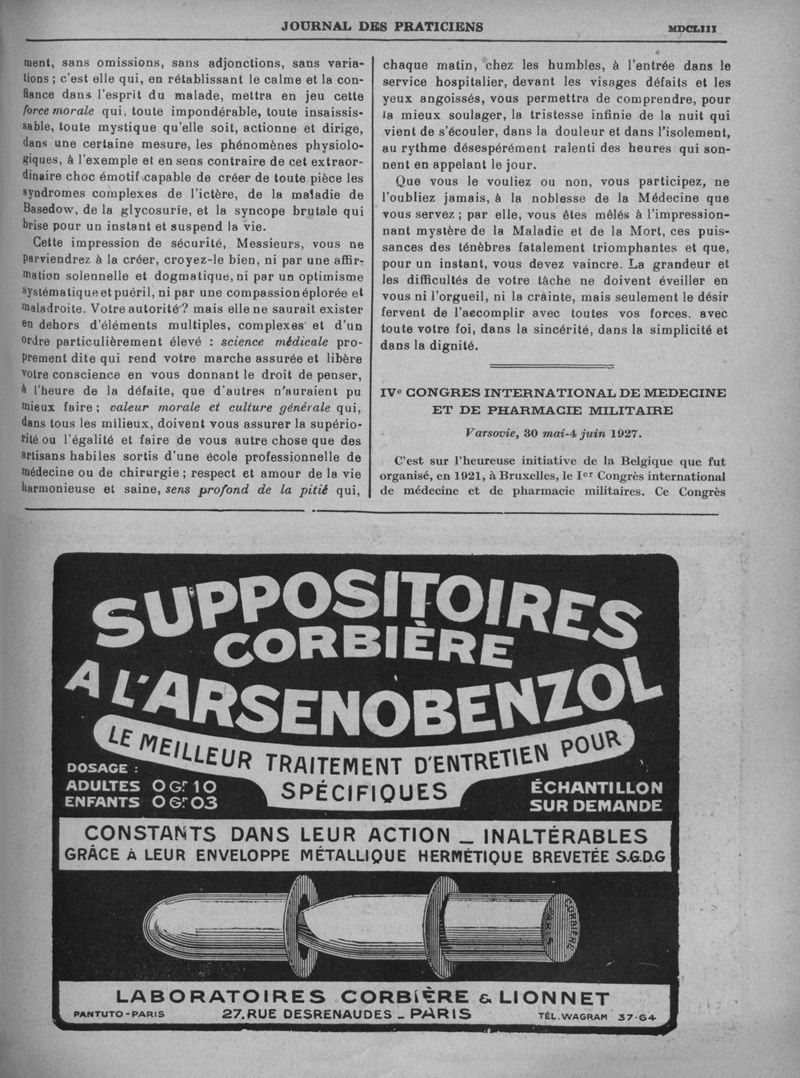 JOURNAL DES PRATICIENS
MDCLIII
ment, sans omissions, sans adjonctions, sans varia-
tions ; c'est elle qui, en rétablissant le calme et la con-
fiance dans l'esprit du malade, mettra en jeu cette
force morale qui, toute impondérable, toute insaisis-
sable, toute mystique qu'elle soit, actionne et dirige,
dans une certaine mesure, les phénomènes physiolo-
giques, à l'exemple et en sens contraire de cet extraor-
dinaire choc émotif capable de créer de toute pièce les
syndromes complexes de l'ictère, de la maladie de
Basedow, de la glycosurie, et la syncope brutale qui
brise pour un instant et suspend la vie.
Cette impression de sécurité, Messieurs, vous ne
parviendrez à la créer, croyez-le bien, ni par une affir-
mation solennelle et dogmatique, ni par un optimisme
systématique et puéril, ni par une compassion éplorée et
maladroite. Votre autorité ? mais elle ne saurait exister
en dehors d'éléments multiples, complexes et d'un
ordre particulièrement élevé : science médicale pro-
prement dite qui rend votre marche assurée et libère
votre conscience en vous donnant le droit de penser,
à l'heure de la défaite, que d'autres n'auraient pu
mieux faire ; valeur morale et culture générale qui,
dans tous les milieux, doivent vous assurer la supério-
rité ou l'égalité et faire de vous autre chose que des
artisans habiles sortis d'une école professionnelle de
médecine ou de chirurgie ; respect et amour de la vie
harmonieuse et saine, sens profond de la pitié qui,
chaque matin, chez les humbles, à l'entrée dans le
service hospitalier, devant les visages défaits et les
yeux angoissés, vous permettra de comprendre, pour
la mieux soulager, la tristesse infinie de la nuit qui
vient de s'écouler, dans la douleur et dans l'isolement,
au rythme désespérément ralenti des heures qui son-
nent en appelant le jour.
Que vous le vouliez ou non, vous participez, ne
l'oubliez jamais, à la noblesse de la Médecine que
vous servez ; par elle, vous êtes mêlés à l'impression-
nant mystère de la Maladie et de la Mort, ces puis-
sances des ténèbres fatalement triomphantes et que,
pour un instant, vous devez vaincre. La grandeur et
les difficultés de votre tâche ne doivent éveiller en
vous ni l'orgueil, ni la crainte, mais seulement le désir
fervent de l'accomplir avec toutes vos forces. avec
toute votre foi, dans la sincérité, dans la simplicité et
dans la dignité.
IVe CONGRES INTERNATIONAL DE MEDECINE
ET DE PHARMACIE MILITAIRE
Varsovie, 30 mai-4 juin 1927.
C'est sur l'heureuse initiative de la Belgique que fut
organisé, en 1921, à Bruxelles, le Ier Congrès international
de médecine et de pharmacie militaires. Ce Congrès
SUPPOSITOIRES
CORBIÈRE
A L'ARSENOBENZOL
LE MEILLEUR TRAITEMENT D'ENTRETIEN POUR
SPÉCIFIQUES
DOSAGE :
ADULTES 0 Gr 10
ENFANTS 0 Gr 03
ÉCHANTILLON
SUR DEMANDE
CONSTANTS DANS LEUR ACTION _ INALTÉRABLES
GRÂCE A LEUR ENVELOPPE MÉTALLIQUE HERMÉTIQUE BREVETÉE S.G.D.G
CORBIÈRE
PARIS
LABORATOIRES CORBIÈRE & LIONNET
PANTUTO - PARIS
27, RUE DESRENAUDES _ PARIS
TÉL. WAGRAM 37-64